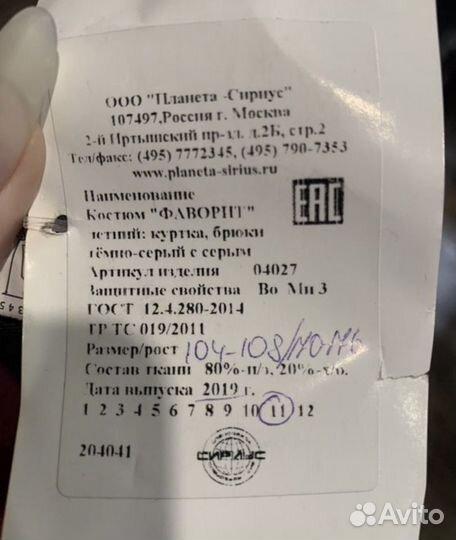 ООО "Планета -Сириус"
107497,Россия г. Москва
2-й Иртышский пр-зд. д.2Б, стр.2
Тел/факс: (495) 7772345, (495) 790-7353
www.planeta-sirius.ru
Наименование
Костюм "ФАВОРИТ"
летний: куртка, брюки
тёмно-серый с серым
ЕАС
Артикул изделия 04027
Защитные свойства Во Ми З
ГОСТ 12.4.280-2014
ТР ТС 019/2011
Размер/рост 104-108/170-176
Состав ткани 80%-п/э, 20%-х/б.
Дата выпуска 2019 г.
1 2 3 4 5 6 7 8 9 10 11 12
204041
СИРИУС
3 4 5
Avito